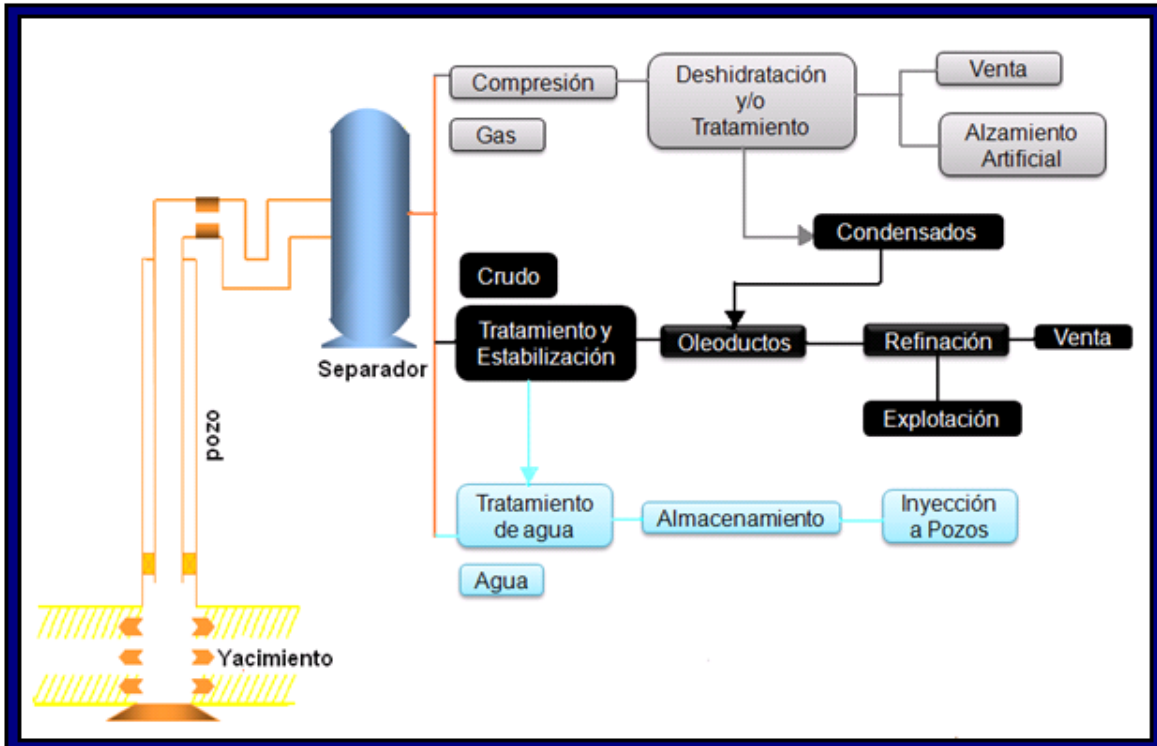 Compresión
Gas
Deshidratación
y/o
Tratamiento
Venta
Alzamiento
Artificial
Condensados
Crudo
Tratamiento y
Estabilización
Oleoductos
Refinación
Venta
Explotación
Separador
pozo
Tratamiento
de agua
Almacenamiento
Inyección
a Pozos
Agua
Yacimiento